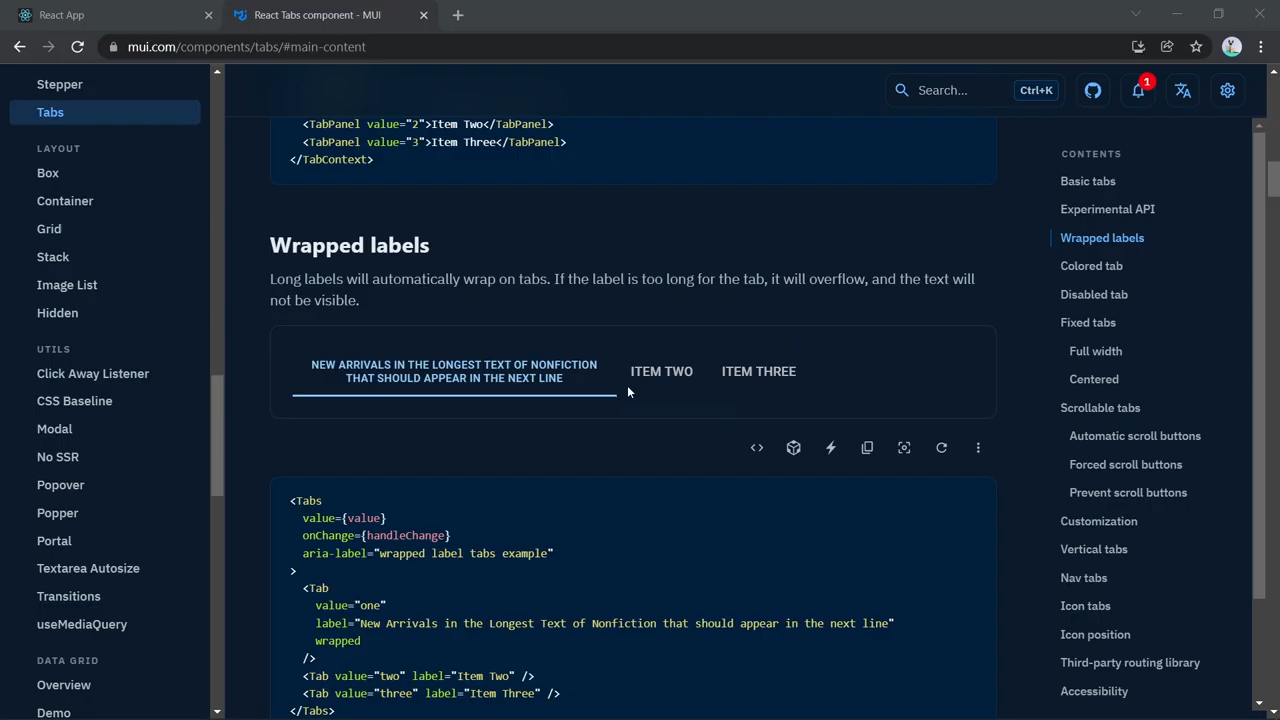 React App
React Tabs component - MUI
mui.com/components/tabs/#main-content
Stepper
Tabs
LAYOUT
Box
Container
Grid
Stack
Image List
Hidden
UTILS
Click Away Listener
CSS Baseline
Modal
No SSR
Popover
Popper
Portal
Textarea Autosize
Transitions
useMediaQuery
DATA GRID
Overview
Demo
Search...
Ctrl+K
1
<TabPanel value="2">Item Two</TabPanel>
<TabPanel value="3">Item Three</TabPanel>
</TabContext>
Wrapped labels
Long labels will automatically wrap on tabs. If the label is too long for the tab, it will overflow, and the text will
not be visible.
NEW ARRIVALS IN THE LONGEST TEXT OF NONFICTION
THAT SHOULD APPEAR IN THE NEXT LINE
ITEM TWO
ITEM THREE
<Tabs
value={value}
onChange={handleChange}
aria-label="wrapped label tabs example"
>
<Tab
value="one"
label="New Arrivals in the Longest Text of Nonfiction that should appear in the next line"
wrapped
/>
<Tab value="two" label="Item Two" />
<Tab value="three" label="Item Three" />
</Tabs>
CONTENTS
Basic tabs
Experimental API
Wrapped labels
Colored tab
Disabled tab
Fixed tabs
Full width
Centered
Scrollable tabs
Automatic scroll buttons
Forced scroll buttons
Prevent scroll buttons
Customization
Vertical tabs
Nav tabs
Icon tabs
Icon position
Third-party routing library
Accessibility